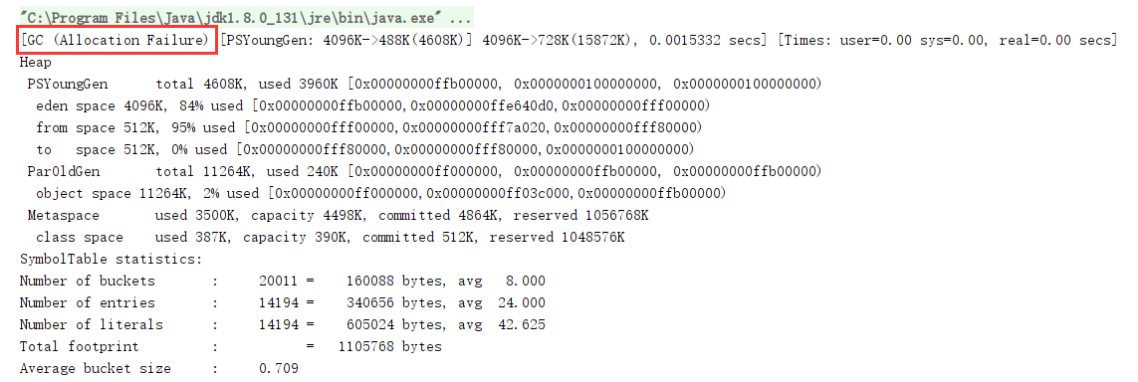 "C:\Program Files\Java\jdk1.8.0_131\jre\bin\java.exe" ...
[GC (Allocation Failure) [PSYoungGen: 4096K->488K(4608K)] 4096K->728K(15872K), 0.0015332 secs] [Times: user=0.00 sys=0.00, real=0.00 secs]
Heap
 PSYoungGen      total 4608K, used 3960K [0x00000000ffb00000, 0x0000000100000000, 0x0000000100000000)
  eden space 4096K, 84% used [0x00000000ffb00000,0x00000000ffe640d0,0x00000000fff00000)
  from space 512K, 95% used [0x00000000fff00000,0x00000000fff7a020,0x00000000fff80000)
  to   space 512K, 0% used [0x00000000fff80000,0x00000000fff80000,0x0000000100000000)
 ParOldGen       total 11264K, used 240K [0x00000000ff000000, 0x00000000ffb00000, 0x00000000ffb00000)
  object space 11264K, 2% used [0x00000000ff000000,0x00000000ff03c000,0x00000000ffb00000)
 Metaspace       used 3500K, capacity 4498K, committed 4864K, reserved 1056768K
  class space    used 387K, capacity 390K, committed 512K, reserved 1048576K
SymbolTable statistics:
Number of buckets       :     20011 =    160088 bytes, avg   8.000
Number of entries       :     14194 =    340656 bytes, avg  24.000
Number of literals      :     14194 =    605024 bytes, avg  42.625
Total footprint         :           =   1105768 bytes
Average bucket size     :     0.709